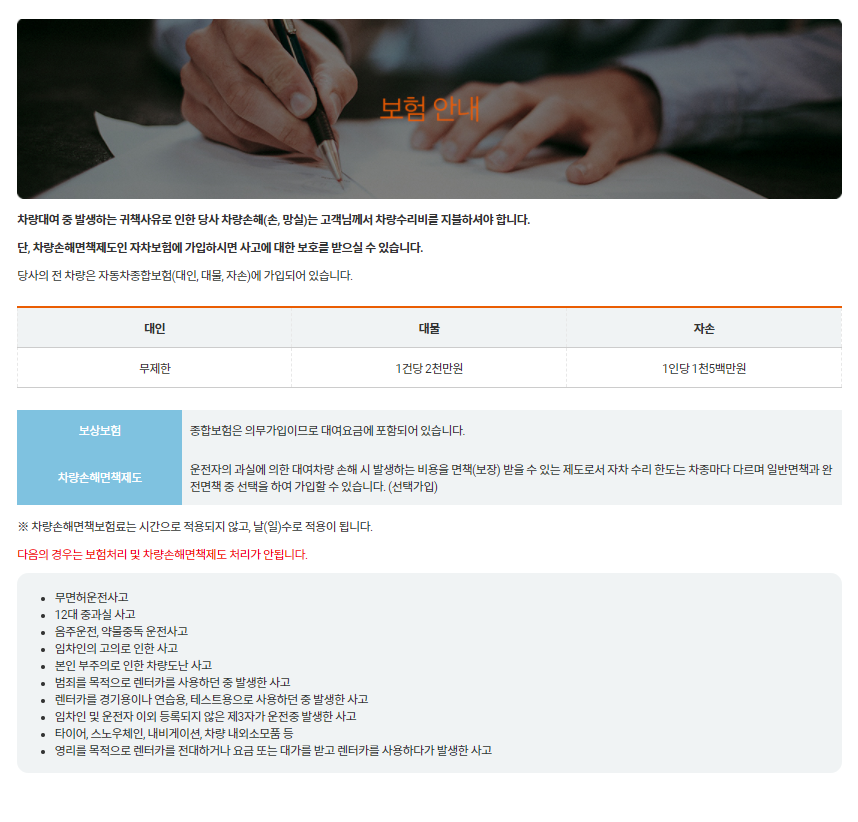 보험 안내
차량대여 중 발생하는 귀책사유로 인한 당사 차량손해(손, 망실)는 고객님께서 차량수리비를 지불하셔야 합니다.
단, 차량손해면책제도인 자차보험에 가입하시면 사고에 대한 보호를 받으실 수 있습니다.
당사의 전 차량은 자동차종합보험(대인, 대물, 자손)에 가입되어 있습니다.
대인 대물 자손
무제한 1건당 2천만원 1인당 1천5백만원
보상보험 종합보험은 의무가입이므로 대여요금에 포함되어 있습니다.
차량손해면책제도 운전자의 과실에 의한 대여차량 손해 시 발생하는 비용을 면책(보장) 받을 수 있는 제도로서 자차 수리 한도는 차종마다 다르며 일반면책과 완
전면책 중 선택을 하여 가입할 수 있습니다. (선택가입)
※ 차량손해면책보험료는 시간으로 적용되지 않고, 날(일)수로 적용이 됩니다.
다음의 경우는 보험처리 및 차량손해면책제도 처리가 안됩니다.
• 무면허운전사고
• 12대 중과실 사고
• 음주운전, 약물중독 운전사고
• 임차인의 고의로 인한 사고
• 본인 부주의로 인한 차량도난 사고
• 범죄를 목적으로 렌터카를 사용하던 중 발생한 사고
• 렌터카를 경기용이나 연습용, 테스트용으로 사용하던 중 발생한 사고
• 임차인 및 운전자 이외 등록되지 않은 제3자가 운전중 발생한 사고
• 타이어, 스노우체인, 내비게이션, 차량 내외소모품 등
• 영리를 목적으로 렌터카를 전대하거나 요금 또는 대가를 받고 렌터카를 사용하다가 발생한 사고